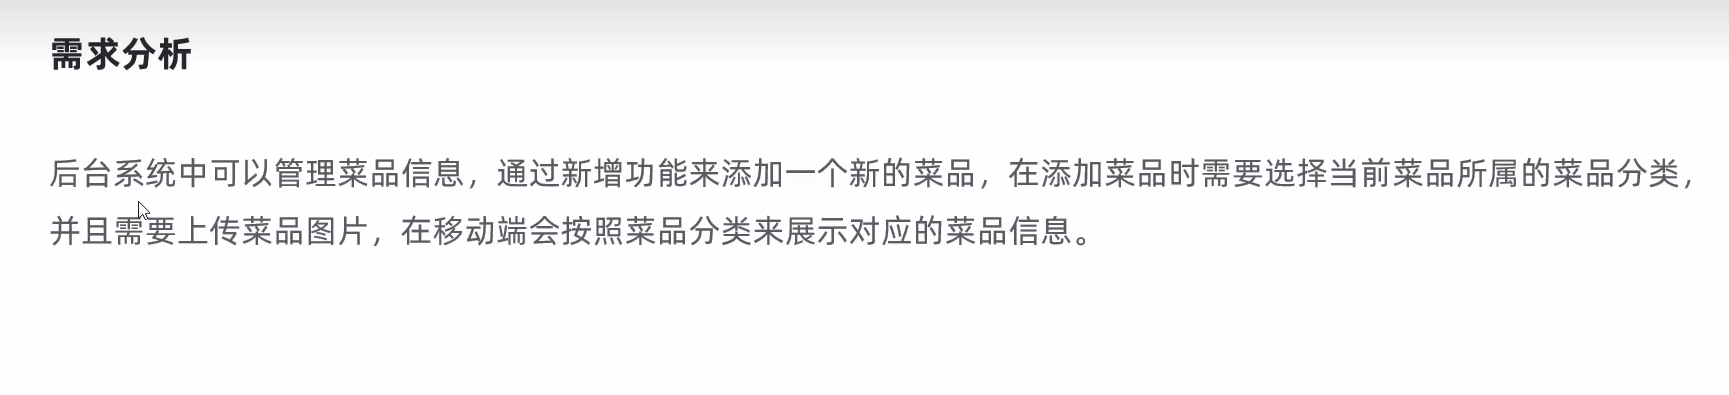 需求分析
后台系统中可以管理菜品信息，通过新增功能来添加一个新的菜品，在添加菜品时需要选择当前菜品所属的菜品分类，
并且需要上传菜品图片，在移动端会按照菜品分类来展示对应的菜品信息。